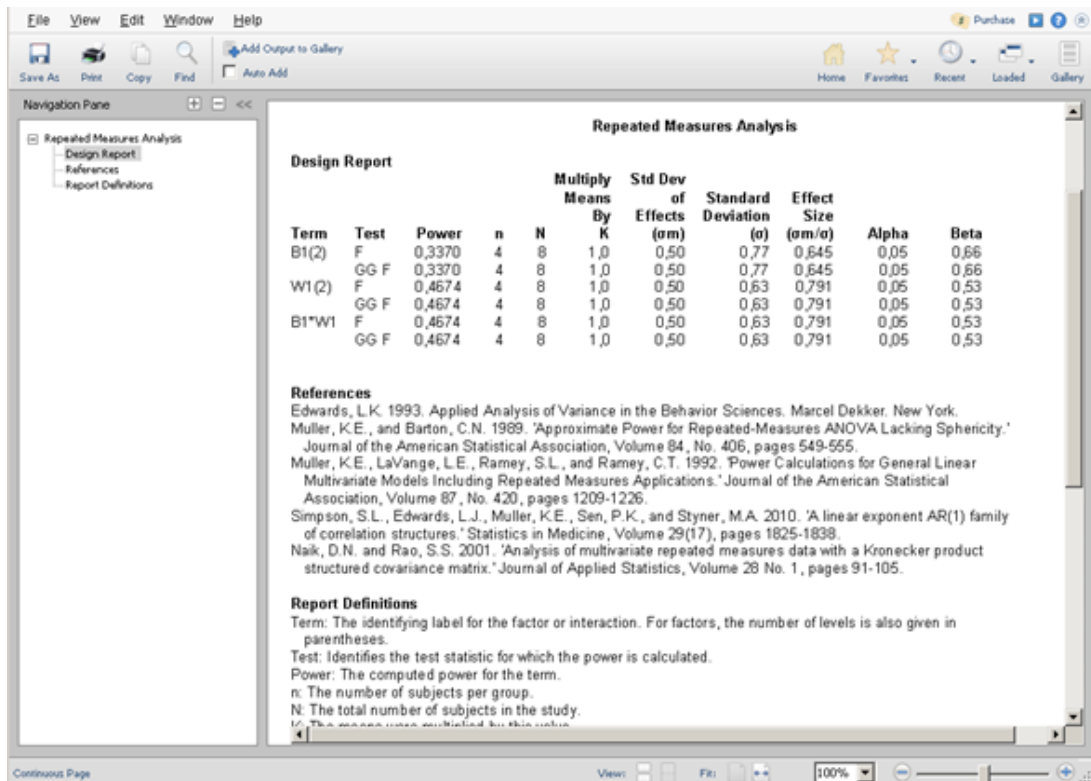 File View Edit Window Help
Purchase
Save As Print Copy Find
Add Output to Gallery
Auto Add
Home Favorites Recent Loaded Gallery
Navigation Pane
Repeated Measures Analysis
Design Report
References
Report Definitions
Repeated Measures Analysis
Design Report
Multiply Std Dev
Means of Standard Effect
By Effects Deviation Size
Term Test Power n N K (σm) (σ) (σm/σ) Alpha Beta
B1(2) F 0,3370 4 8 1,0 0,50 0,77 0,645 0,05 0,66
GG F 0,3370 4 8 1,0 0,50 0,77 0,645 0,05 0,66
W1(2) F 0,4674 4 8 1,0 0,50 0,63 0,791 0,05 0,53
GG F 0,4674 4 8 1,0 0,50 0,63 0,791 0,05 0,53
B1*W1 F 0,4674 4 8 1,0 0,50 0,63 0,791 0,05 0,53
GG F 0,4674 4 8 1,0 0,50 0,63 0,791 0,05 0,53
References
Edwards, L.K. 1993. Applied Analysis of Variance in the Behavior Sciences. Marcel Dekker. New York.
Muller, K.E., and Barton, C.N. 1989. 'Approximate Power for Repeated-Measures ANOVA Lacking Sphericity.'
Journal of the American Statistical Association, Volume 84, No. 406, pages 549-555.
Muller, K.E., LaVange, L.E., Ramey, S.L., and Ramey, C.T. 1992. 'Power Calculations for General Linear
Multivariate Models Including Repeated Measures Applications.' Journal of the American Statistical
Association, Volume 87, No. 420, pages 1209-1226.
Simpson, S.L., Edwards, L.J., Muller, K.E., Sen, P.K., and Styner, M.A. 2010. 'A linear exponent AR(1) family
of correlation structures.' Statistics in Medicine, Volume 29(17), pages 1825-1838.
Naik, D.N. and Rao, S.S. 2001. 'Analysis of multivariate repeated measures data with a Kronecker product
structured covariance matrix.' Journal of Applied Statistics, Volume 28 No. 1, pages 91-105.
Report Definitions
Term: The identifying label for the factor or interaction. For factors, the number of levels is also given in
parentheses.
Test: Identifies the test statistic for which the power is calculated.
Power: The computed power for the term.
n: The number of subjects per group.
N: The total number of subjects in the study.
K: The means were multiplied by this value.
Continuous Page View: Fit: 100%